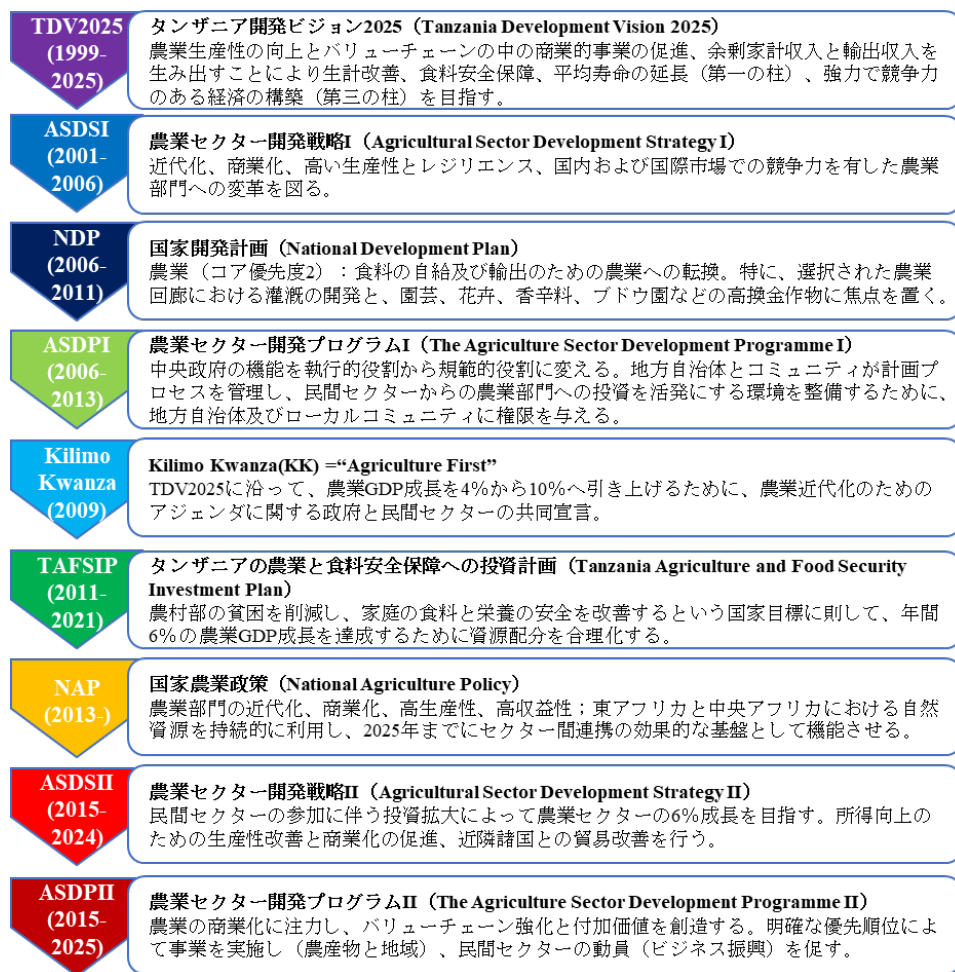 TDV2025
(1999-
2025)
タンザニア開発ビジョン2025（Tanzania Development Vision 2025）
農業生産性の向上とバリューチェーンの中の商業的事業の促進、余剰家計収入と輸出収入を
生み出すことにより生計改善、食料安全保障、平均寿命の延長（第一の柱）、強力で競争力
のある経済の構築（第三の柱）を目指す。
ASDSI
(2001-
2006)
農業セクター開発戦略I（Agricultural Sector Development Strategy I）
近代化、商業化、高い生産性とレジリエンス、国内および国際市場での競争力を有した農業
部門への変革を図る。
NDP
(2006-
2011)
国家開発計画（National Development Plan）
農業（コア優先度2）：食料の自給及び輸出のための農業への転換。特に、選択された農業
回廊における灌漑の開発と、園芸、花卉、香辛料、ブドウ園などの高換金作物に焦点を置く。
ASDPI
(2006-
2013)
農業セクター開発プログラムI（The Agriculture Sector Development Programme I）
中央政府の機能を執行的役割から規範的役割に変える。地方自治体とコミュニティが計画プ
ロセスを管理し、民間セクターからの農業部門への投資を活発にする環境を整備するために、
地方自治体及びローカルコミュニティに権限を与える。
Kilimo
Kwanza
(2009)
Kilimo Kwanza(KK) =“Agriculture First”
TDV2025に沿って、農業GDP成長を4%から10%へ引き上げるために、農業近代化のための
アジェンダに関する政府と民間セクターの共同宣言。
TAFSIP
(2011-
2021)
タンザニアの農業と食料安全保障への投資計画（Tanzania Agriculture and Food Security
Investment Plan）
農村部の貧困を削減し、家庭の食料と栄養の安全を改善するという国家目標に則して、年間
6%の農業GDP成長を達成するために資源配分を合理化する。
NAP
(2013-)
国家農業政策（National Agriculture Policy）
農業部門の近代化、商業化、高生産性、高収益性；東アフリカと中央アフリカにおける自然
資源を持続的に利用し、2025年までにセクター間連携の効果的な基盤として機能させる。
ASDSII
(2015-
2024)
農業セクター開発戦略II（Agricultural Sector Development Strategy II）
民間セクターの参加に伴う投資拡大によって農業セクターの6%成長を目指す。所得向上の
ための生産性改善と商業化の促進、近隣諸国との貿易改善を行う。
ASDPII
(2015-
2025)
農業セクター開発プログラムII（The Agriculture Sector Development Programme II）
農業の商業化に注力し、バリューチェーン強化と付加価値を創造する。明確な優先順位によっ
て事業を実施し（農産物と地域）、民間セクターの動員（ビジネス振興）を促す。